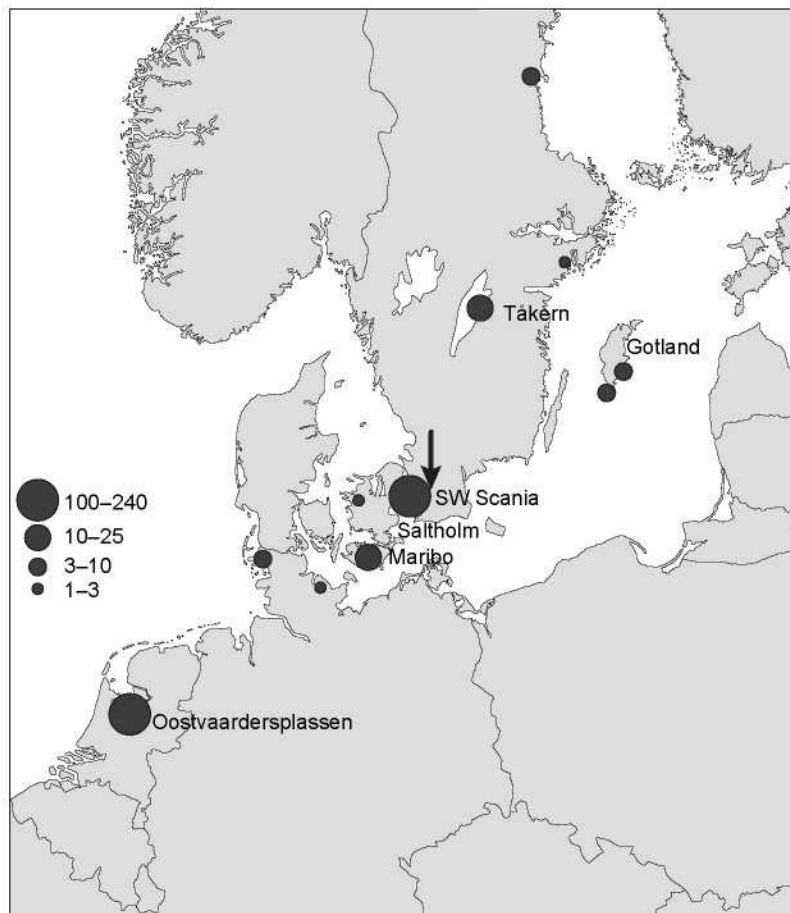 Tåkern
Gotland
100–240
SW Scania
10–25
Saltholm
3–10
Maribo
1–3
Oostvaardersplassen